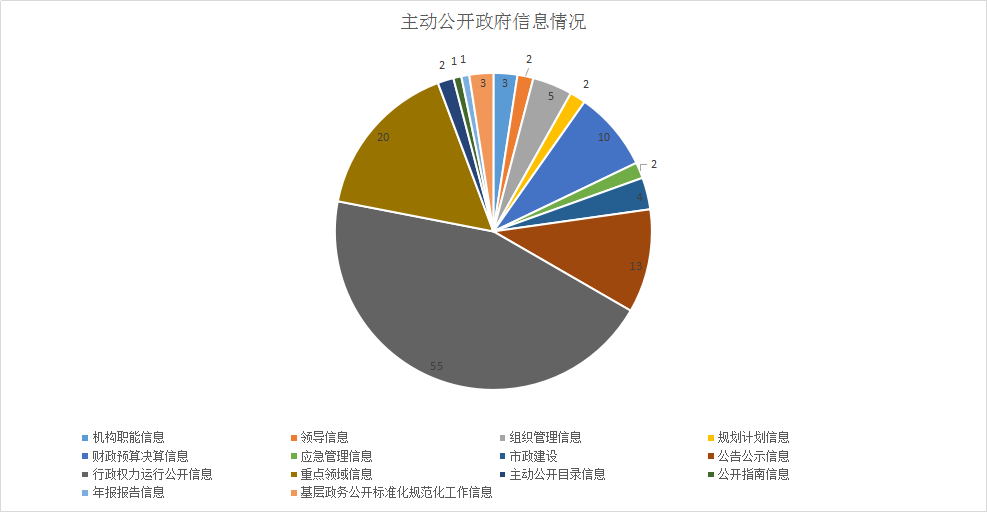 主动公开政府信息情况
2
1
1
3
3
2
5
2
10
2
4
13
55
20
机构职能信息
领导信息
组织管理信息
规划计划信息
财政预算决算信息
应急管理信息
市政建设
公告公示信息
行政权力运行公开信息
重点领域信息
主动公开目录信息
公开指南信息
年报报告信息
基层政务公开标准化规范化工作信息